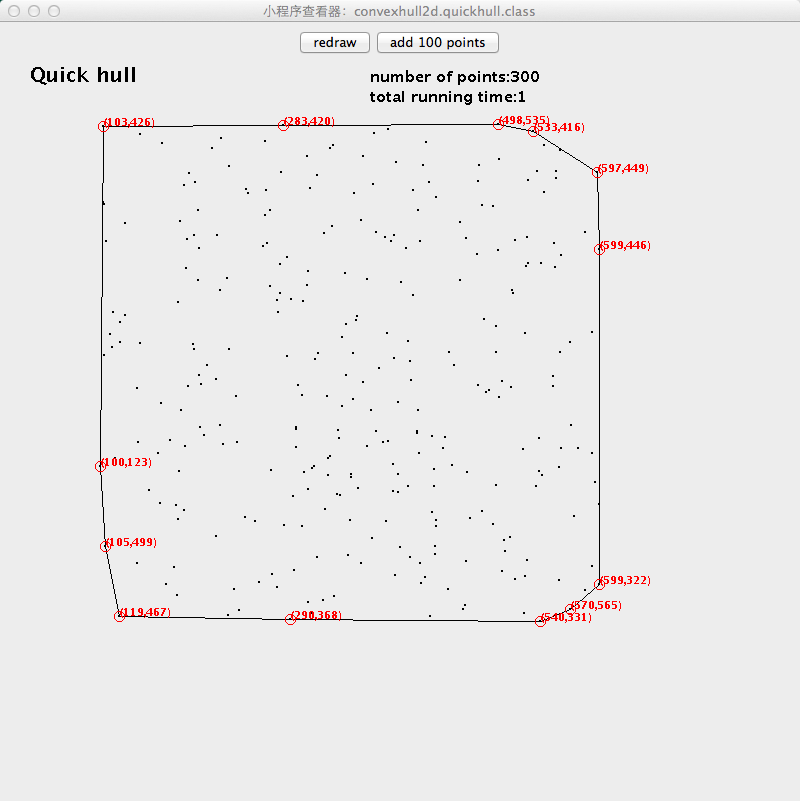 小程序查看器：convexhull2d.quickhull.class
redraw
add 100 points
Quick hull
number of points:300
total running time:1
(103,426)
(283,420)
(498,535)
(533,416)
(597,449)
(599,446)
(100,123)
(105,499)
(599,322)
(570,565)
(119,467)
(290,368)
(540,331)